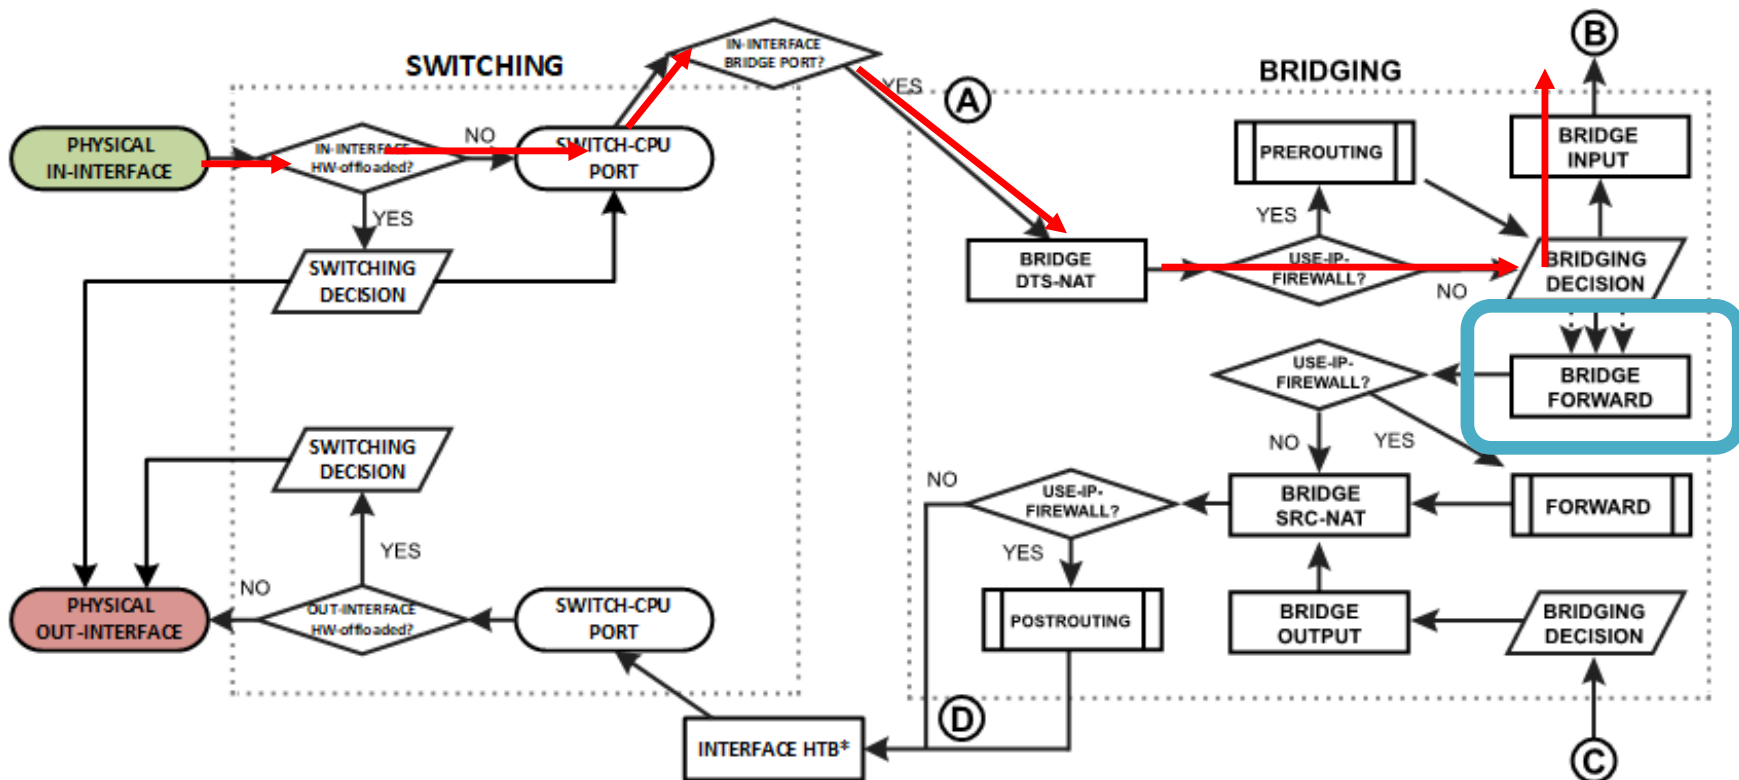 SWITCHING
IN-INTERFACE
BRIDGE PORT?
YES
A
BRIDGING
B
PHYSICAL
IN-INTERFACE
IN-INTERFACE
HW-offloaded?
NO
SWITCH-CPU
PORT
YES
SWITCHING
DECISION
PREROUTING
BRIDGE
INPUT
YES
BRIDGE
DTS-NAT
USE-IP-
FIREWALL?
NO
BRIDGING
DECISION
USE-IP-
FIREWALL?
BRIDGE
FORWARD
NO
YES
SWITCHING
DECISION
NO
USE-IP-
FIREWALL?
BRIDGE
SRC-NAT
FORWARD
YES
YES
NO
PHYSICAL
OUT-INTERFACE
OUT-INTERFACE
HW-offloaded?
SWITCH-CPU
PORT
POSTROUTING
BRIDGE
OUTPUT
BRIDGING
DECISION
D
INTERFACE HTB*
C